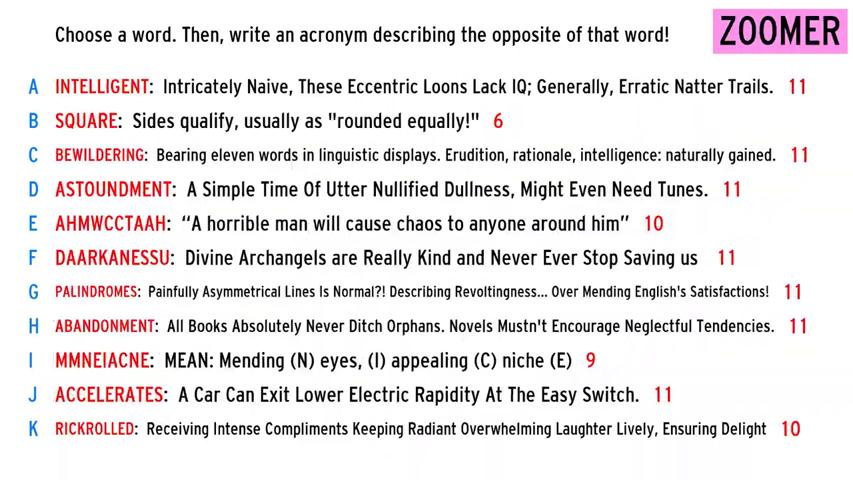 Choose a word. Then, write an acronym describing the opposite of that word!
ZOOMER
A INTELLIGENT: Intricately Naive, These Eccentric Loons Lack IQ; Generally, Erratic Natter Trails. 11
B SQUARE: Sides qualify, usually as "rounded equally!" 6
C BEWILDERING: Bearing eleven words in linguistic displays. Erudition, rationale, intelligence: naturally gained. 11
D ASTOUNDMENT: A Simple Time Of Utter Nullified Dullness, Might Even Need Tunes. 11
E AHMWCCTAAH: “A horrible man will cause chaos to anyone around him” 10
F DAARKANESSU: Divine Archangels are Really Kind and Never Ever Stop Saving us 11
G PALINDROMES: Painfully Asymmetrical Lines Is Normal?! Describing Revoltingness... Over Mending English's Satisfactions! 11
H ABANDONMENT: All Books Absolutely Never Ditch Orphans. Novels Mustn't Encourage Neglectful Tendencies. 11
I MMNEIACNE: MEAN: Mending (N) eyes, (I) appealing (C) niche (E) 9
J ACCELERATES: A Car Can Exit Lower Electric Rapidity At The Easy Switch. 11
K RICKROLLED: Receiving Intense Compliments Keeping Radiant Overwhelming Laughter Lively, Ensuring Delight 10